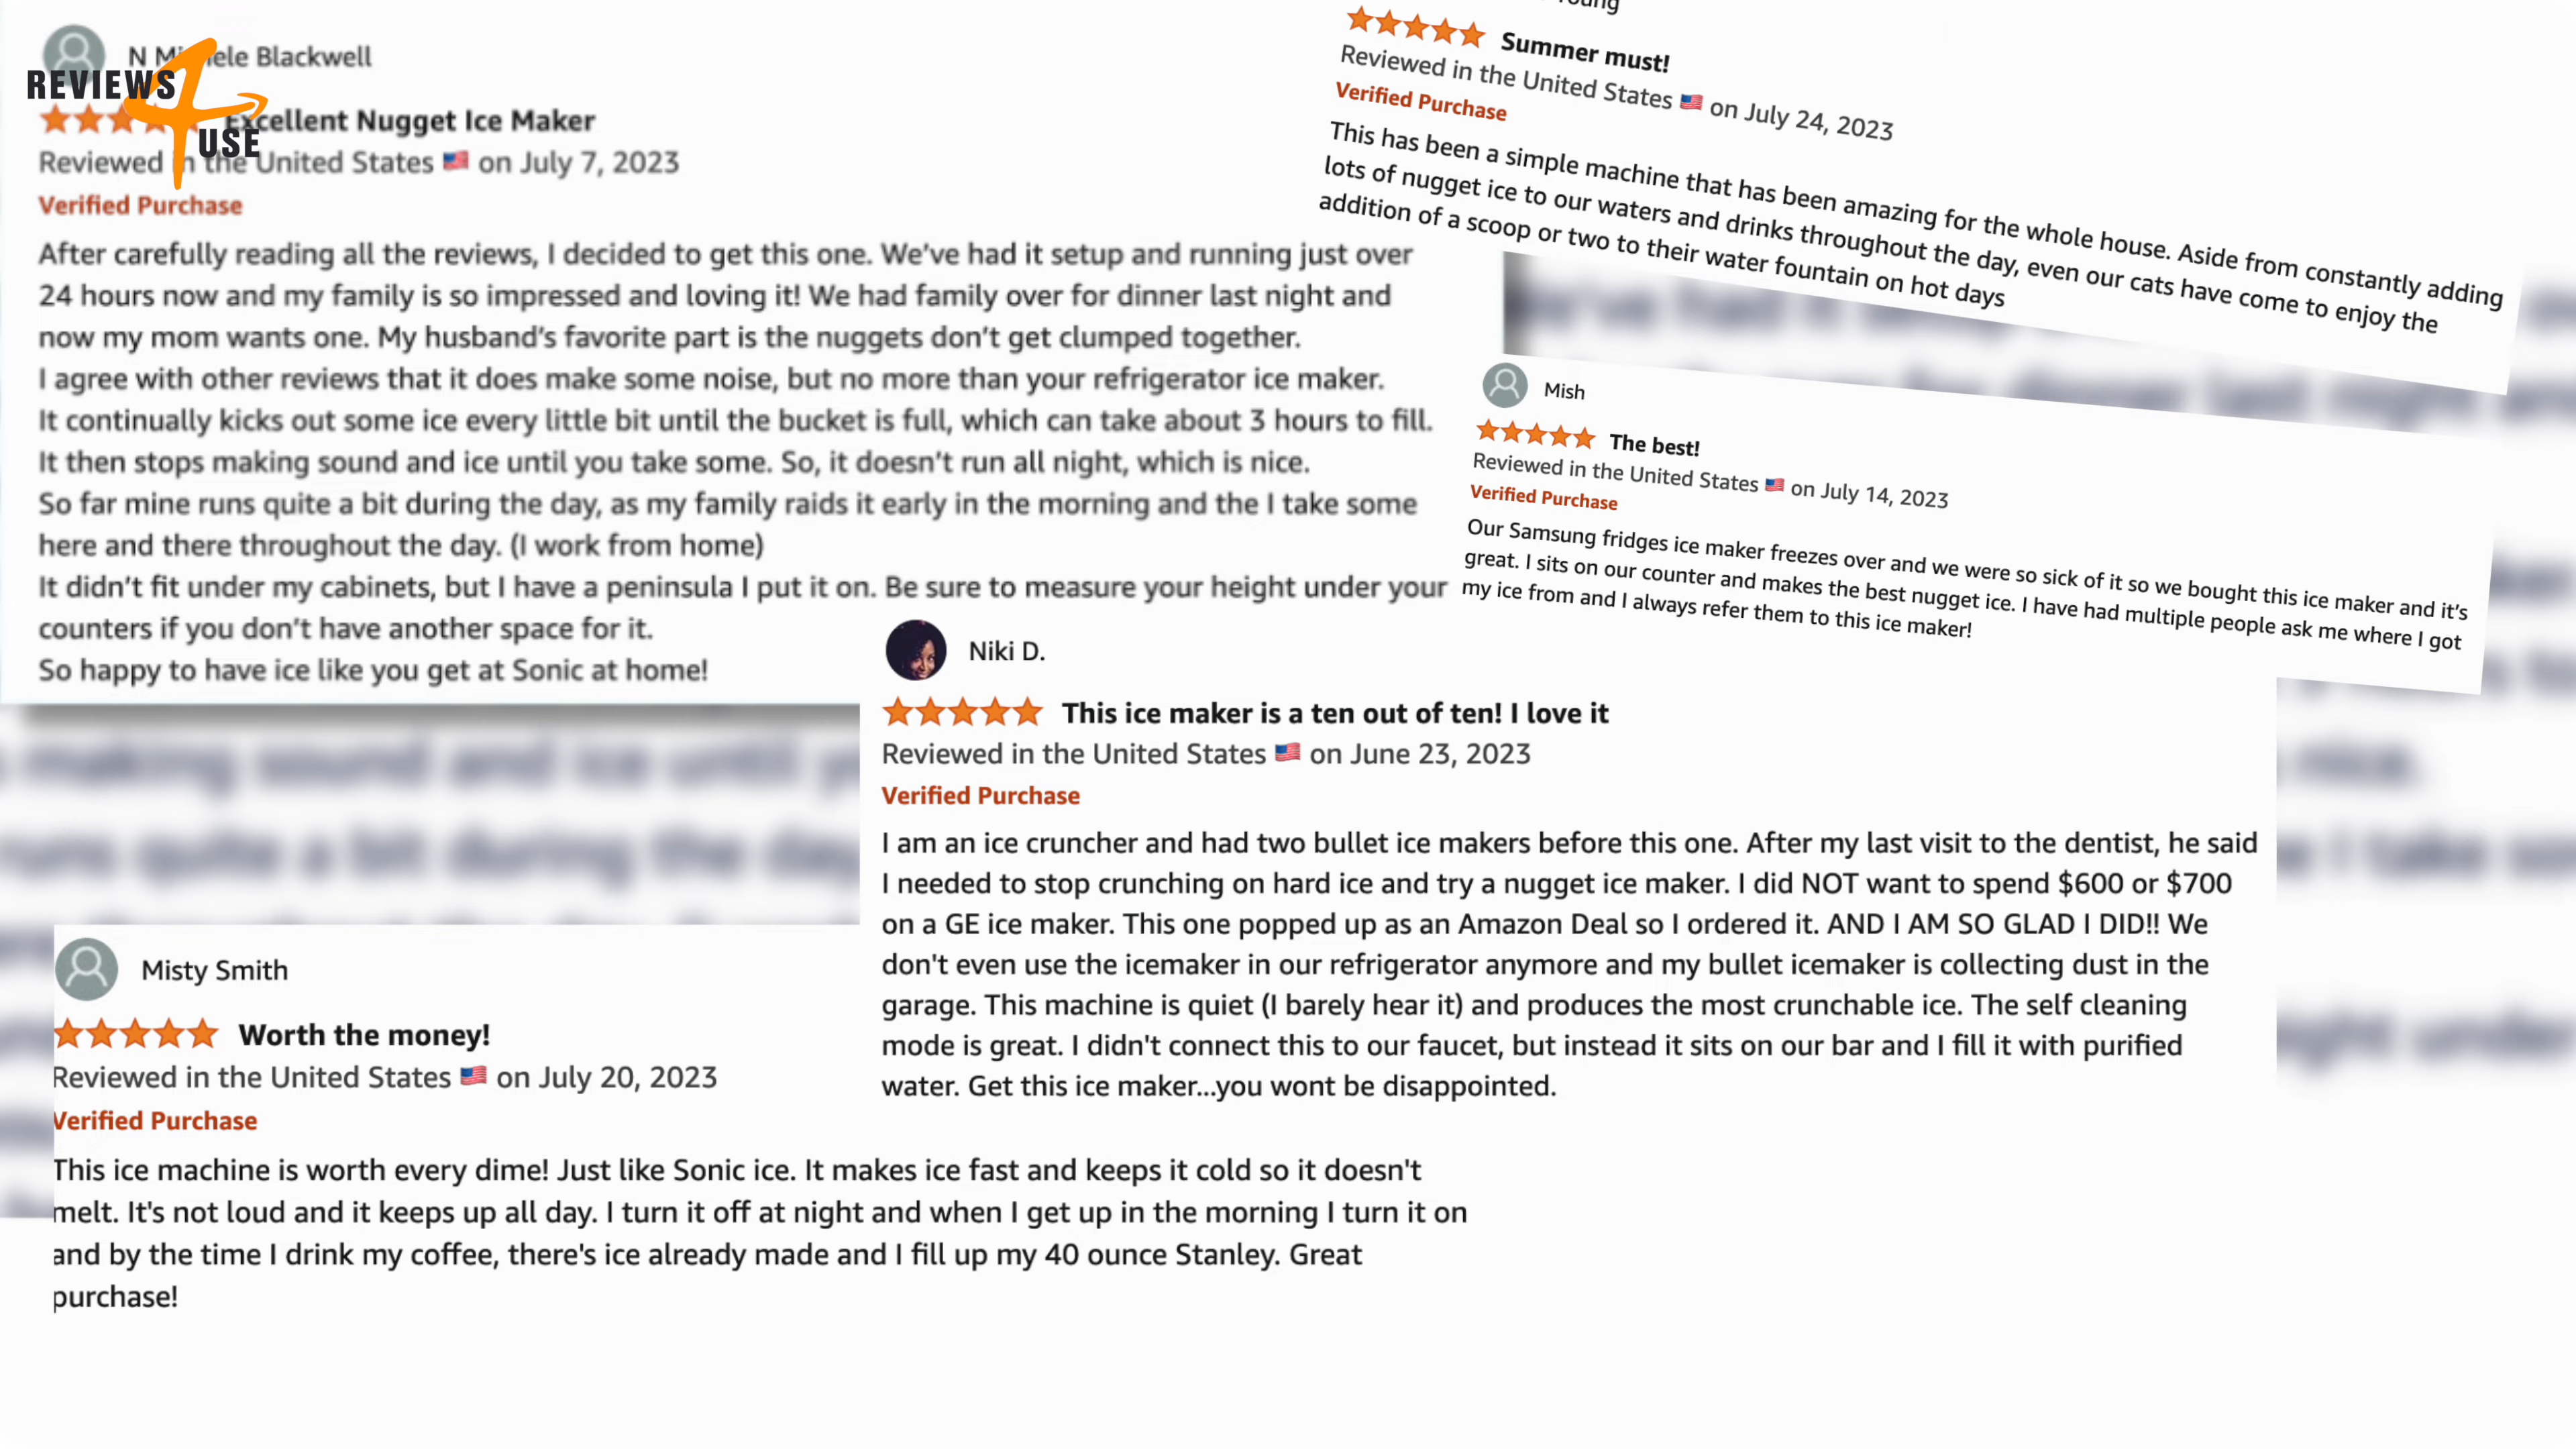 REVIEWS
4
USE
Blackwell
Excellent Nugget Ice Maker
Reviewed in the United States on July 7, 2023
Verified Purchase
After carefully reading all the reviews, I decided to get this one. We've had it setup and running just over
24 hours now and my family is so impressed and loving it! We had family over for dinner last night and
now my mom wants one. My husband's favorite part is the nuggets don't get clumped together.
I agree with other reviews that it does make some noise, but no more than your refrigerator ice maker.
It continually kicks out some ice every little bit until the bucket is full, which can take about 3 hours to fill.
It then stops making sound and ice until you take some. So, it doesn't run all night, which is nice.
So far mine runs quite a bit during the day, as my family raids it early in the morning and the I take some
here and there throughout the day. (I work from home)
It didn't fit under my cabinets, but I have a peninsula I put it on. Be sure to measure your height under your
counters if you don't have another space for it.
So happy to have ice like you get at Sonic at home!
Summer must!
Reviewed in the United States on July 24, 2023
Verified Purchase
This has been a simple machine that has been amazing for the whole house. Aside from constantly adding
lots of nugget ice to our waters and drinks throughout the day, even our cats have come to enjoy the
addition of a scoop or two to their water fountain on hot days
Mish
The best!
Reviewed in the United States on July 14, 2023
Verified Purchase
Our Samsung fridges ice maker freezes over and we were so sick of it so we bought this ice maker and it's
great. I sits on our counter and makes the best nugget ice. I have had multiple people ask me where I got
my ice from and I always refer them to this ice maker!
Niki D.
This ice maker is a ten out of ten! I love it
Reviewed in the United States on June 23, 2023
Verified Purchase
I am an ice cruncher and had two bullet ice makers before this one. After my last visit to the dentist, he said
I needed to stop crunching on hard ice and try a nugget ice maker. I did NOT want to spend $600 or $700
on a GE ice maker. This one popped up as an Amazon Deal so I ordered it. AND I AM SO GLAD I DID!! We
don't even use the icemaker in our refrigerator anymore and my bullet icemaker is collecting dust in the
garage. This machine is quiet (I barely hear it) and produces the most crunchable ice. The self cleaning
mode is great. I didn't connect this to our faucet, but instead it sits on our bar and I fill it with purified
water. Get this ice maker...you wont be disappointed.
Misty Smith
Worth the money!
Reviewed in the United States on July 20, 2023
Verified Purchase
This ice machine is worth every dime! Just like Sonic ice. It makes ice fast and keeps it cold so it doesn't
melt. It's not loud and it keeps up all day. I turn it off at night and when I get up in the morning I turn it on
and by the time I drink my coffee, there's ice already made and I fill up my 40 ounce Stanley. Great
purchase!